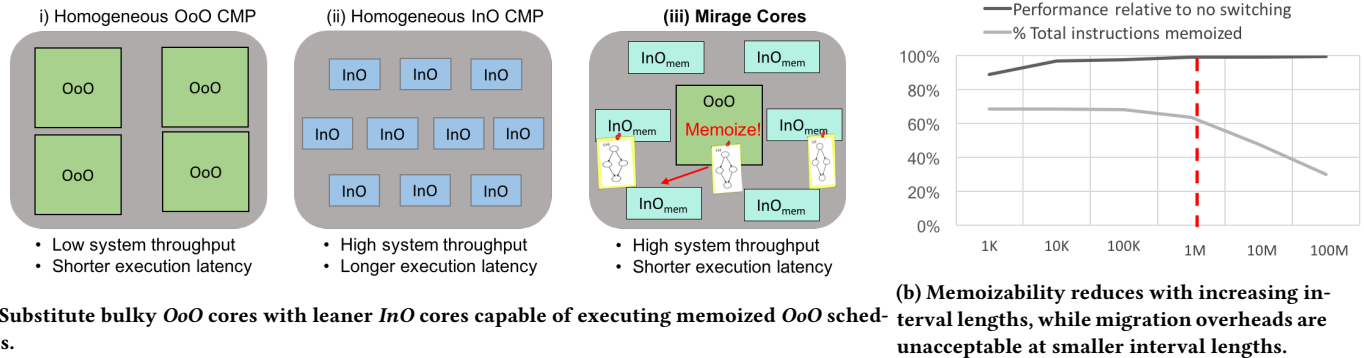 i) Homogeneous OoO CMP
OoO
OoO
OoO
OoO
• Low system throughput
• Shorter execution latency
(ii) Homogeneous InO CMP
InO
InO
InO
InO
InO
InO
InO
InO
InO
InO
• High system throughput
• Longer execution latency
(iii) Mirage Cores
InOmem
InOmem
OoO
InOmem
Memoize!
InOmem
InOmem
InOmem
• High system throughput
• Shorter execution latency
Substitute bulky OoO cores with leaner InO cores capable of executing memoized OoO sched-
s.
Performance relative to no switching
% Total instructions memoized
100%
80%
60%
40%
20%
0%
1K 10K 100K 1M 10M 100M
(b) Memoizability reduces with increasing in-
terval lengths, while migration overheads are
unacceptable at smaller interval lengths.